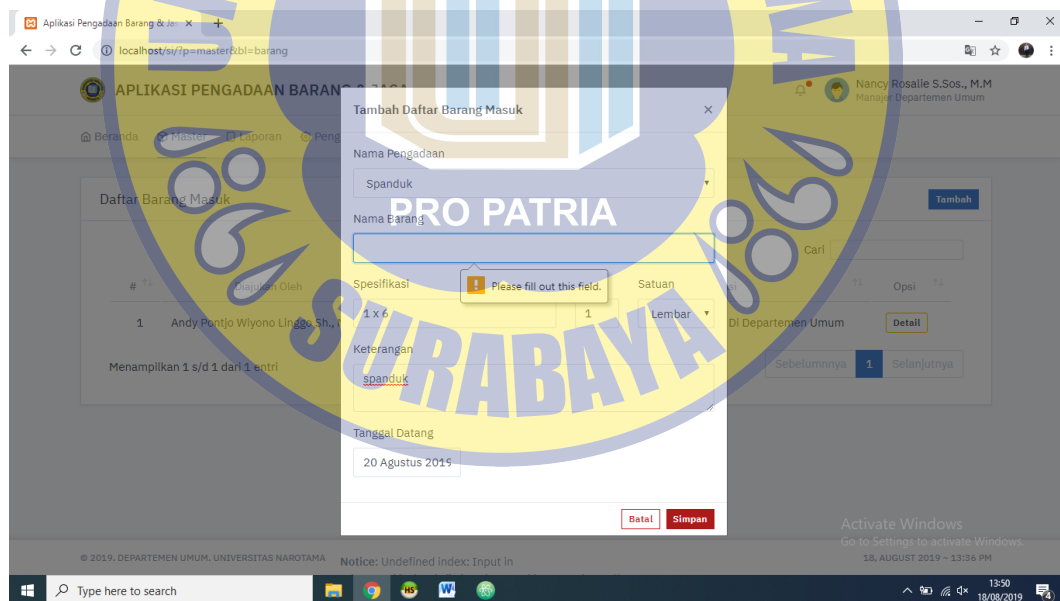 Aplikasi Pengadaan Barang & Jas
localhost/si/?p=master&tbl=barang
APLIKASI PENGADAAN BARANG & JASA
Nancy Rosalie S.Sos., M.M
Manajer Departemen Umum
Beranda Master Laporan Peng
Tambah Daftar Barang Masuk
Nama Pengadaan
Spanduk
Daftar Barang Masuk
Tambah
PRO PATRIA
Nama Barang
Cari
Please fill out this field.
Spesifikasi
Satuan
# Diajukan Oleh
si
Opsi
1 x 6 1 Lembar
1 Andy Pontjo Wiyono Linggo Sh.,
Di Departemen Umum Detail
Keterangan
spanduk
Menampilkan 1 s/d 1 dari 1 entri
Sebelumnnya 1 Selanjutnya
SURABAYA
Tanggal Datang
20 Agustus 2019
Batal Simpan
Activate Windows
Go to Settings to activate Windows.
© 2019. DEPARTEMEN UMUM. UNIVERSITAS NAROTAMA
Notice: Undefined index: Input in
18, AUGUST 2019 ~ 13:36 PM
Type here to search
13:50
18/08/2019
4